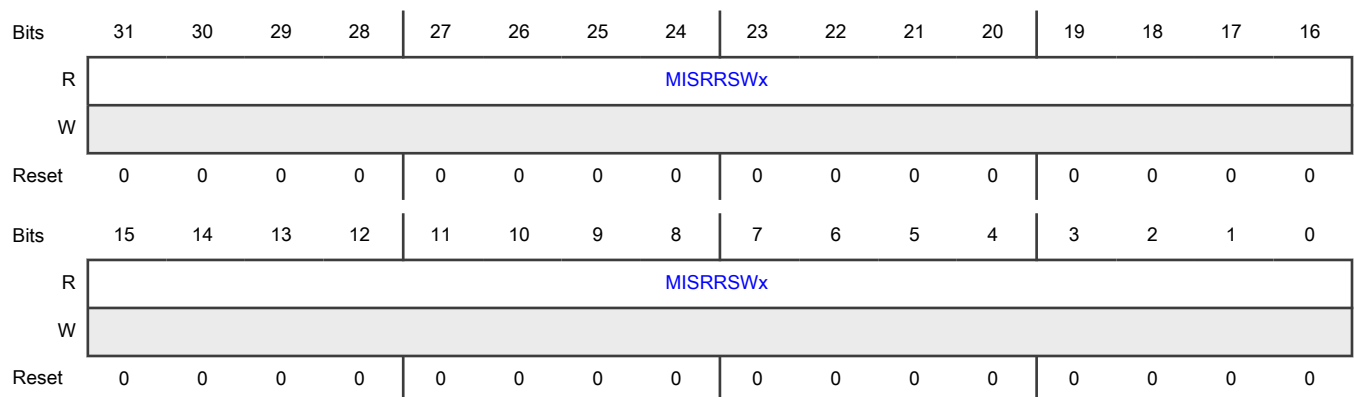 Bits 31 30 29 28 27 26 25 24 23 22 21 20 19 18 17 16
R MISRRSWx
W
Reset 0 0 0 0 0 0 0 0 0 0 0 0 0 0 0 0
Bits 15 14 13 12 11 10 9 8 7 6 5 4 3 2 1 0
R MISRRSWx
W
Reset 0 0 0 0 0 0 0 0 0 0 0 0 0 0 0 0